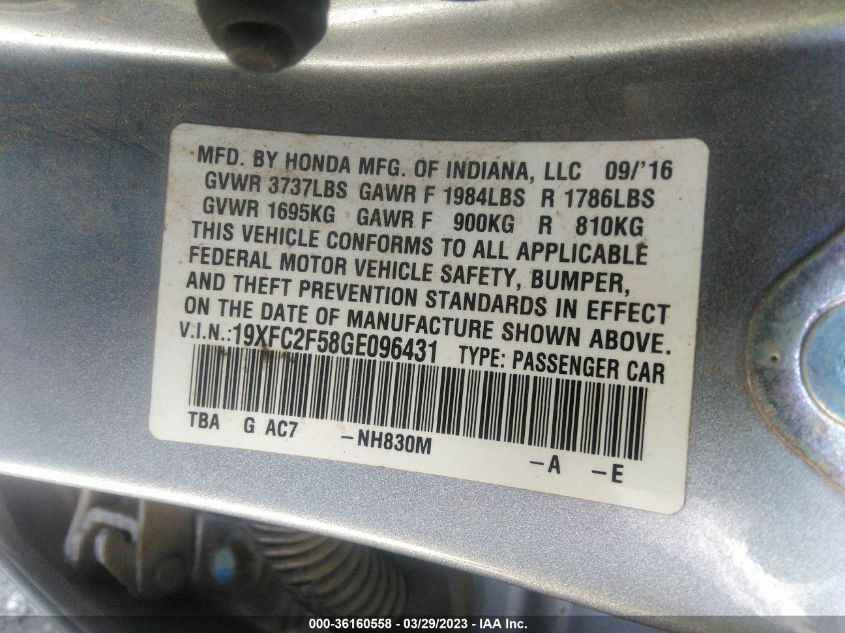 MFD. BY HONDA MFG. OF INDIANA, LLC 09/'16
GVWR 3737LBS GAWR F 1984LBS R 1786LBS
GVWR 1695KG GAWR F 900KG R 810KG
THIS VEHICLE CONFORMS TO ALL APPLICABLE
FEDERAL MOTOR VEHICLE SAFETY, BUMPER,
AND THEFT PREVENTION STANDARDS IN EFFECT
ON THE DATE OF MANUFACTURE SHOWN ABOVE.
V.I.N.:19XFC2F58GE096431 TYPE: PASSENGER CAR
TBA G AC7 -NH830M -A -E
000-36160558 - 03/29/2023 - IAA Inc.